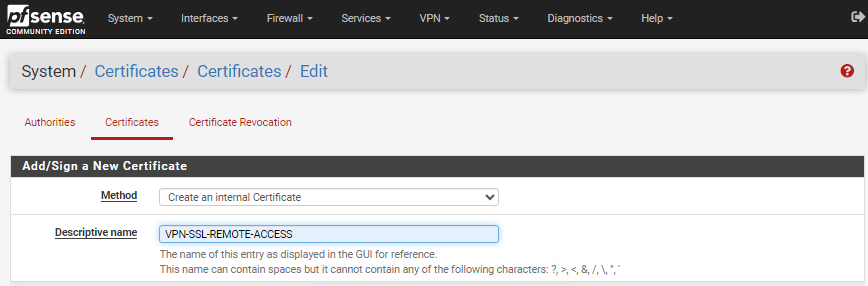 pfsense
COMMUNITY EDITION
System Interfaces Firewall Services VPN Status Diagnostics Help
System / Certificates / Certificates / Edit
Authorities Certificates Certificate Revocation
Add/Sign a New Certificate
Method Create an internal Certificate
Descriptive name VPN-SSL-REMOTE-ACCESS
The name of this entry as displayed in the GUI for reference.
This name can contain spaces but it cannot contain any of the following characters: ?, >, <, &, /, \, ", '